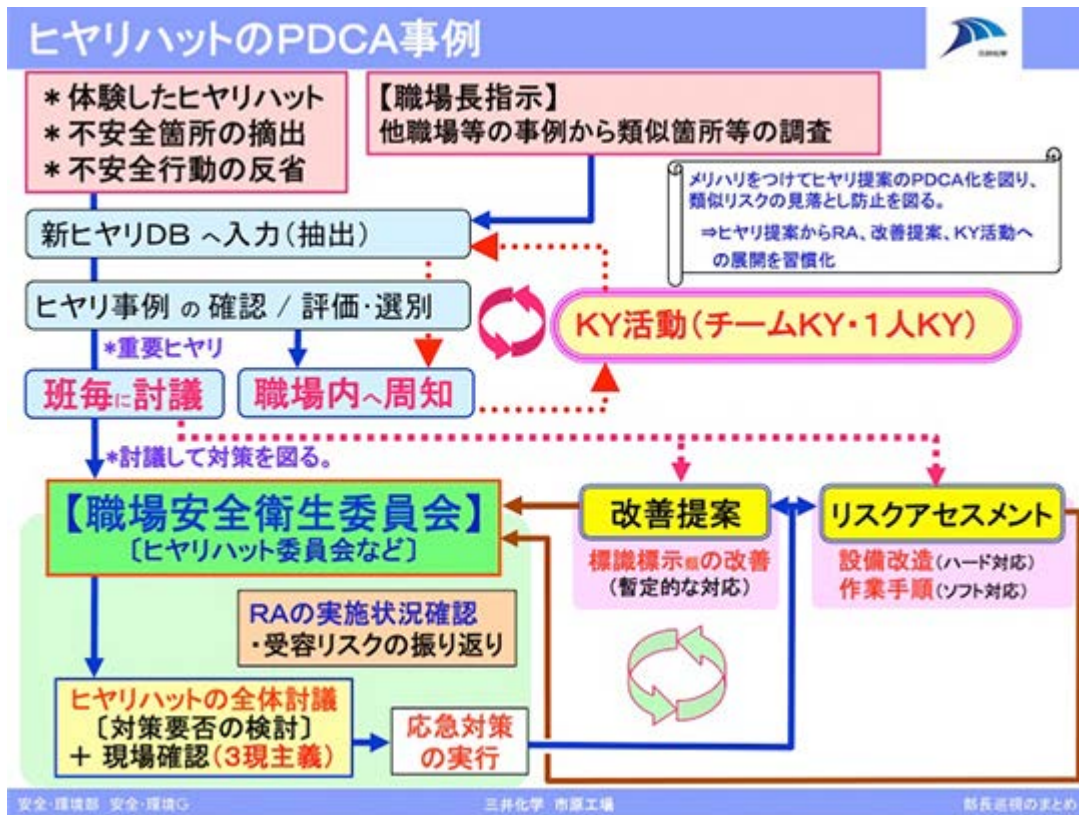 ヒヤリハットのPDCA事例
三井化学
＊体験したヒヤリハット
＊不安全箇所の摘出
＊不安全行動の反省
【職場長指示】
他職場等の事例から類似箇所等の調査
メリハリをつけてヒヤリ提案のPDCA化を図り、
類似リスクの見落とし防止を図る。
⇒ヒヤリ提案からRA、改善提案、KY活動へ
の展開を習慣化
新ヒヤリDB へ入力(抽出)
ヒヤリ事例 の 確認 / 評価・選別
KY活動(チームKY・1人KY)
＊重要ヒヤリ
班毎に討議
職場内へ周知
＊討議して対策を図る。
【職場安全衛生委員会】
〔ヒヤリハット委員会など〕
改善提案
標識標示類の改善
(暫定的な対応)
リスクアセスメント
設備改造(ハード対応)
作業手順(ソフト対応)
RAの実施状況確認
・受容リスクの振り返り
ヒヤリハットの全体討議
〔対策要否の検討〕
＋ 現場確認(3現主義)
応急対策
の実行
安全・環境部 安全・環境G
三井化学 市原工場
部長巡視のまとめ